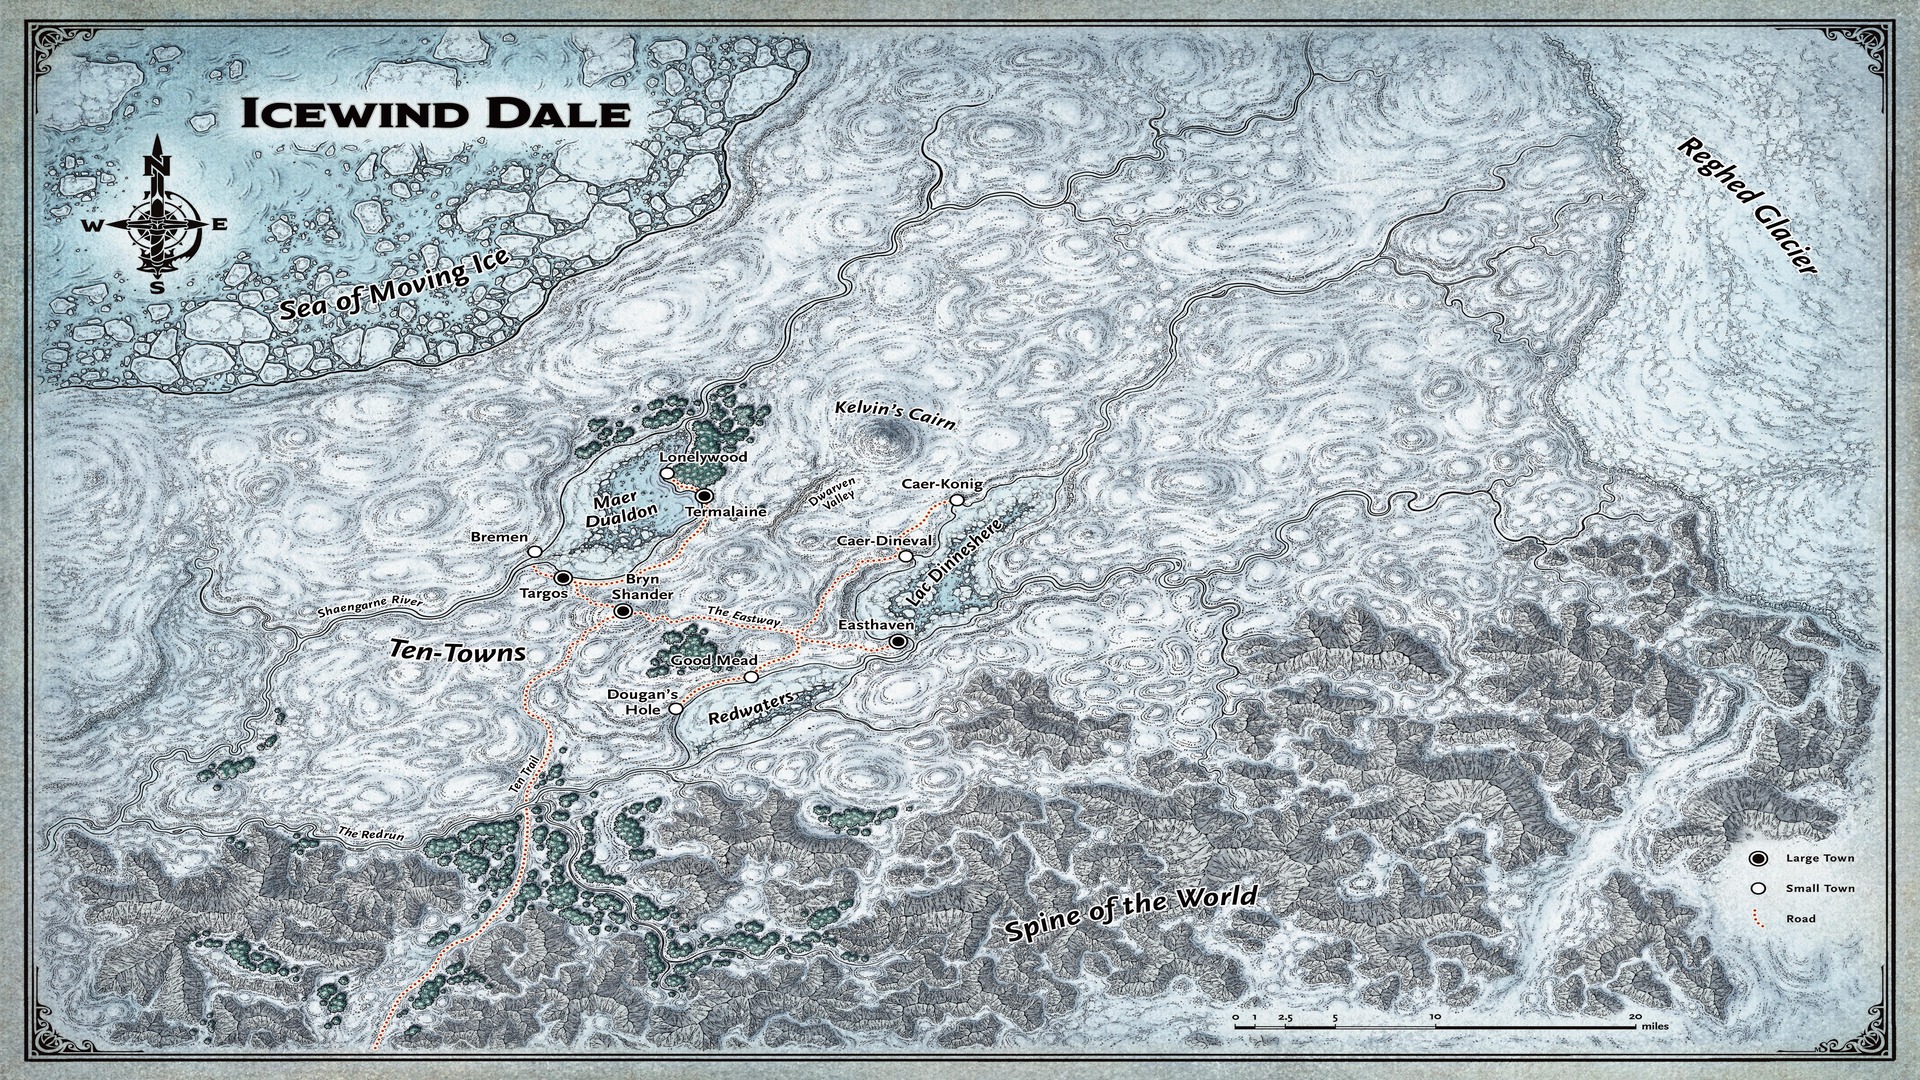 Icewind Dale
N
W E
S
Sea of Moving Ice
Reghed Glacier
Kelvin's Cairn
Lonelywood
Maer
Dualdon
Termalaine
Dwarven
Valley
Caer-Konig
Bremen
Caer-Dineval
Lac Dinneshere
Targos
Bryn
Shander
Shaengarne River
The Eastway
Easthaven
Ten-Towns
Good Mead
Dougan's
Hole
Redwaters
Ten Trail
The Redrun
Spine of the World
Large Town
Small Town
Road
0 1 2.5 5 10 20
miles